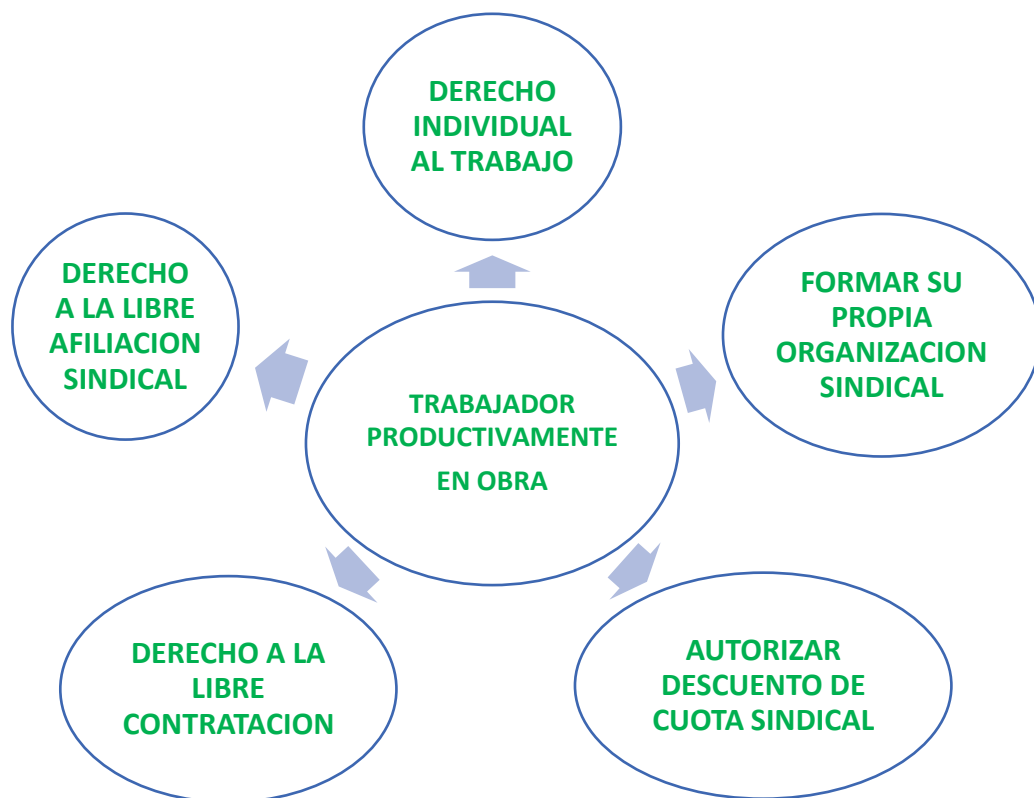 DERECHO
INDIVIDUAL
AL TRABAJO
DERECHO
A LA LIBRE
AFILIACION
SINDICAL
FORMAR SU
PROPIA
ORGANIZACION
SINDICAL
TRABAJADOR
PRODUCTIVAMENTE
EN OBRA
DERECHO A LA
LIBRE
CONTRATACION
AUTORIZAR
DESCUENTO DE
CUOTA SINDICAL